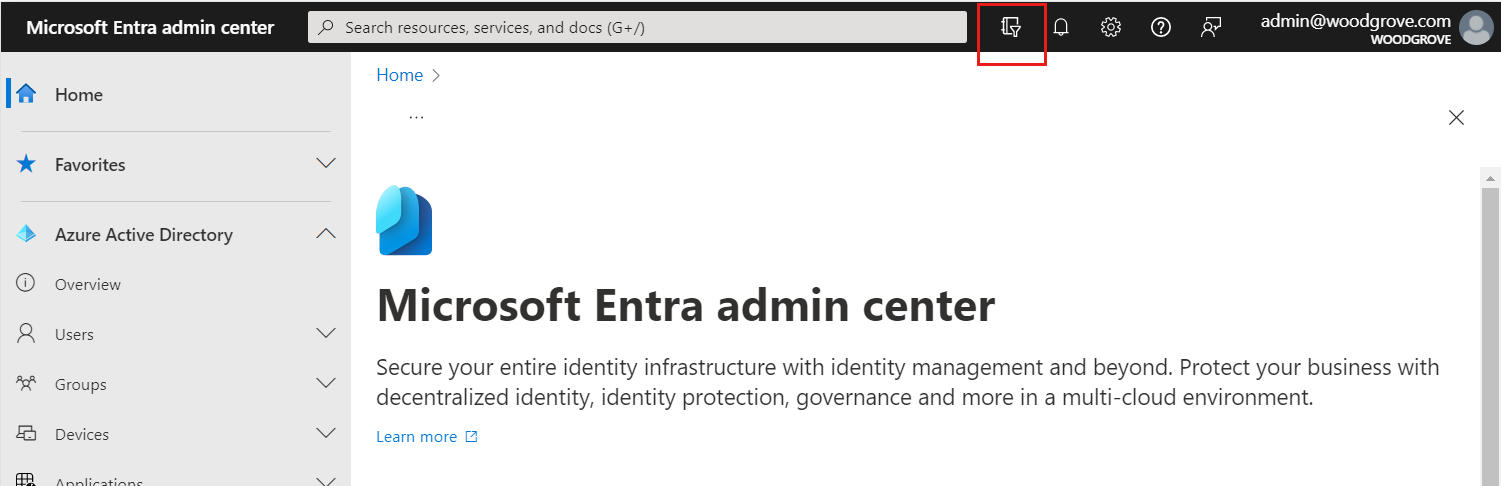 Microsoft Entra admin center
Search resources, services, and docs (G+/)
admin@woodgrove.com
WOODGROVE
Home
Favorites
Azure Active Directory
Overview
Users
Groups
Devices
Applications
Home >
...
Microsoft Entra admin center
Secure your entire identity infrastructure with identity management and beyond. Protect your business with
decentralized identity, identity protection, governance and more in a multi-cloud environment.
Learn more